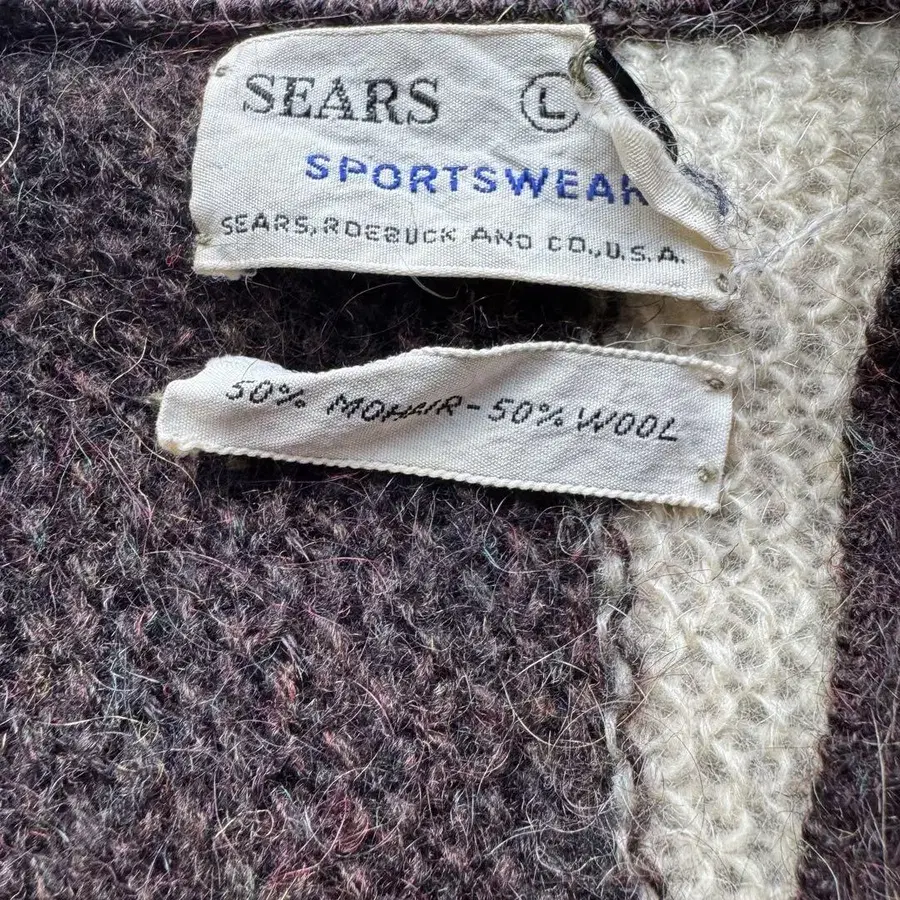 SEARS L
SPORTSWEAR
SEARS, ROEBUCK AND CO., U.S.A.
50% MOHAIR - 50% WOOL